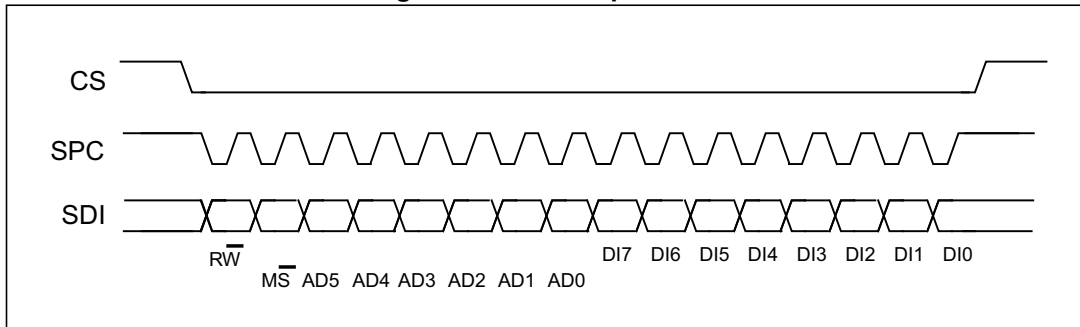 CS
SPC
SDI
RW̅
DI7 DI6 DI5 DI4 DI3 DI2 DI1 DI0
MS̅ AD5 AD4 AD3 AD2 AD1 AD0